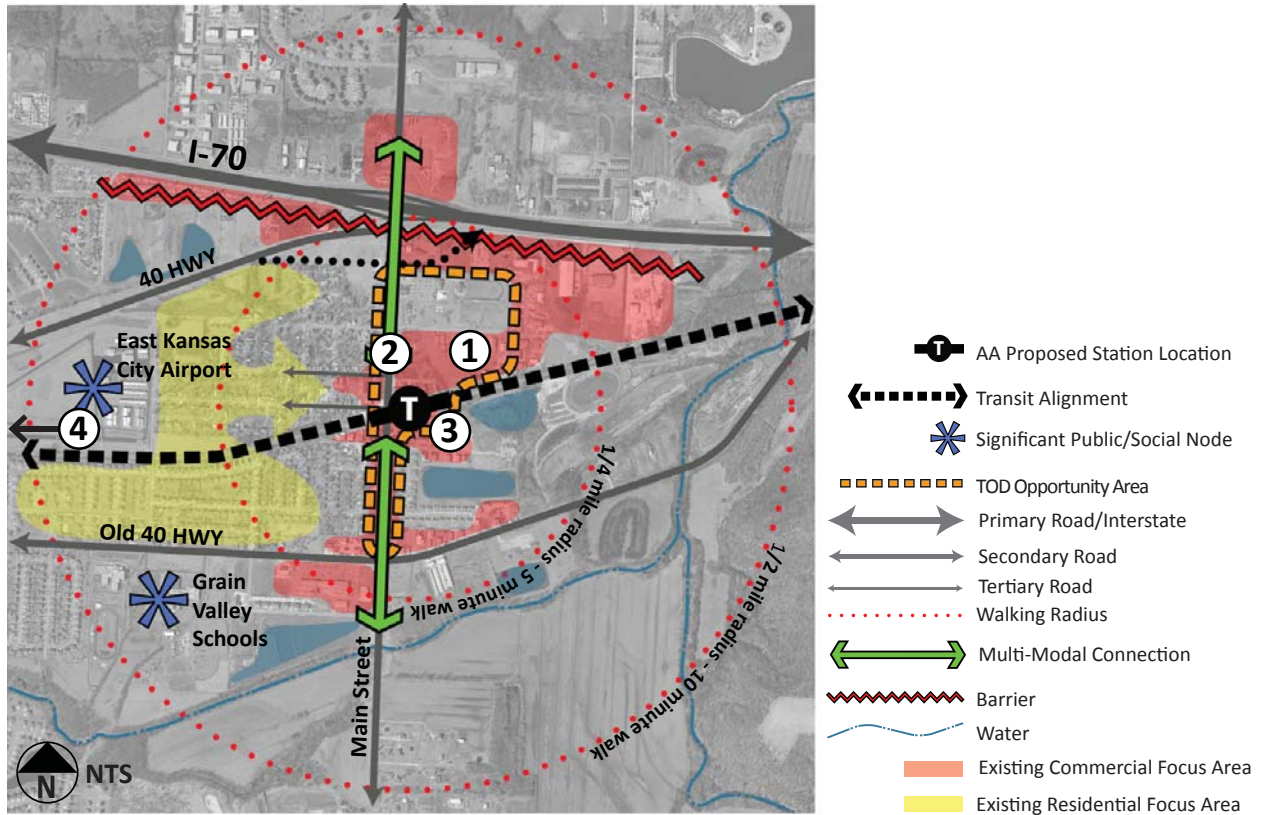 I-70
40 HWY
East Kansas
City Airport
2
1
T
3
4
Old 40 HWY
Grain
Valley
Schools
1/4 mile radius - 5 minute walk
1/2 mile radius - 10 minute walk
Main Street
N
NTS
T
AA Proposed Station Location
Transit Alignment
Significant Public/Social Node
TOD Opportunity Area
Primary Road/Interstate
Secondary Road
Tertiary Road
Walking Radius
Multi-Modal Connection
Barrier
Water
Existing Commercial Focus Area
Existing Residential Focus Area